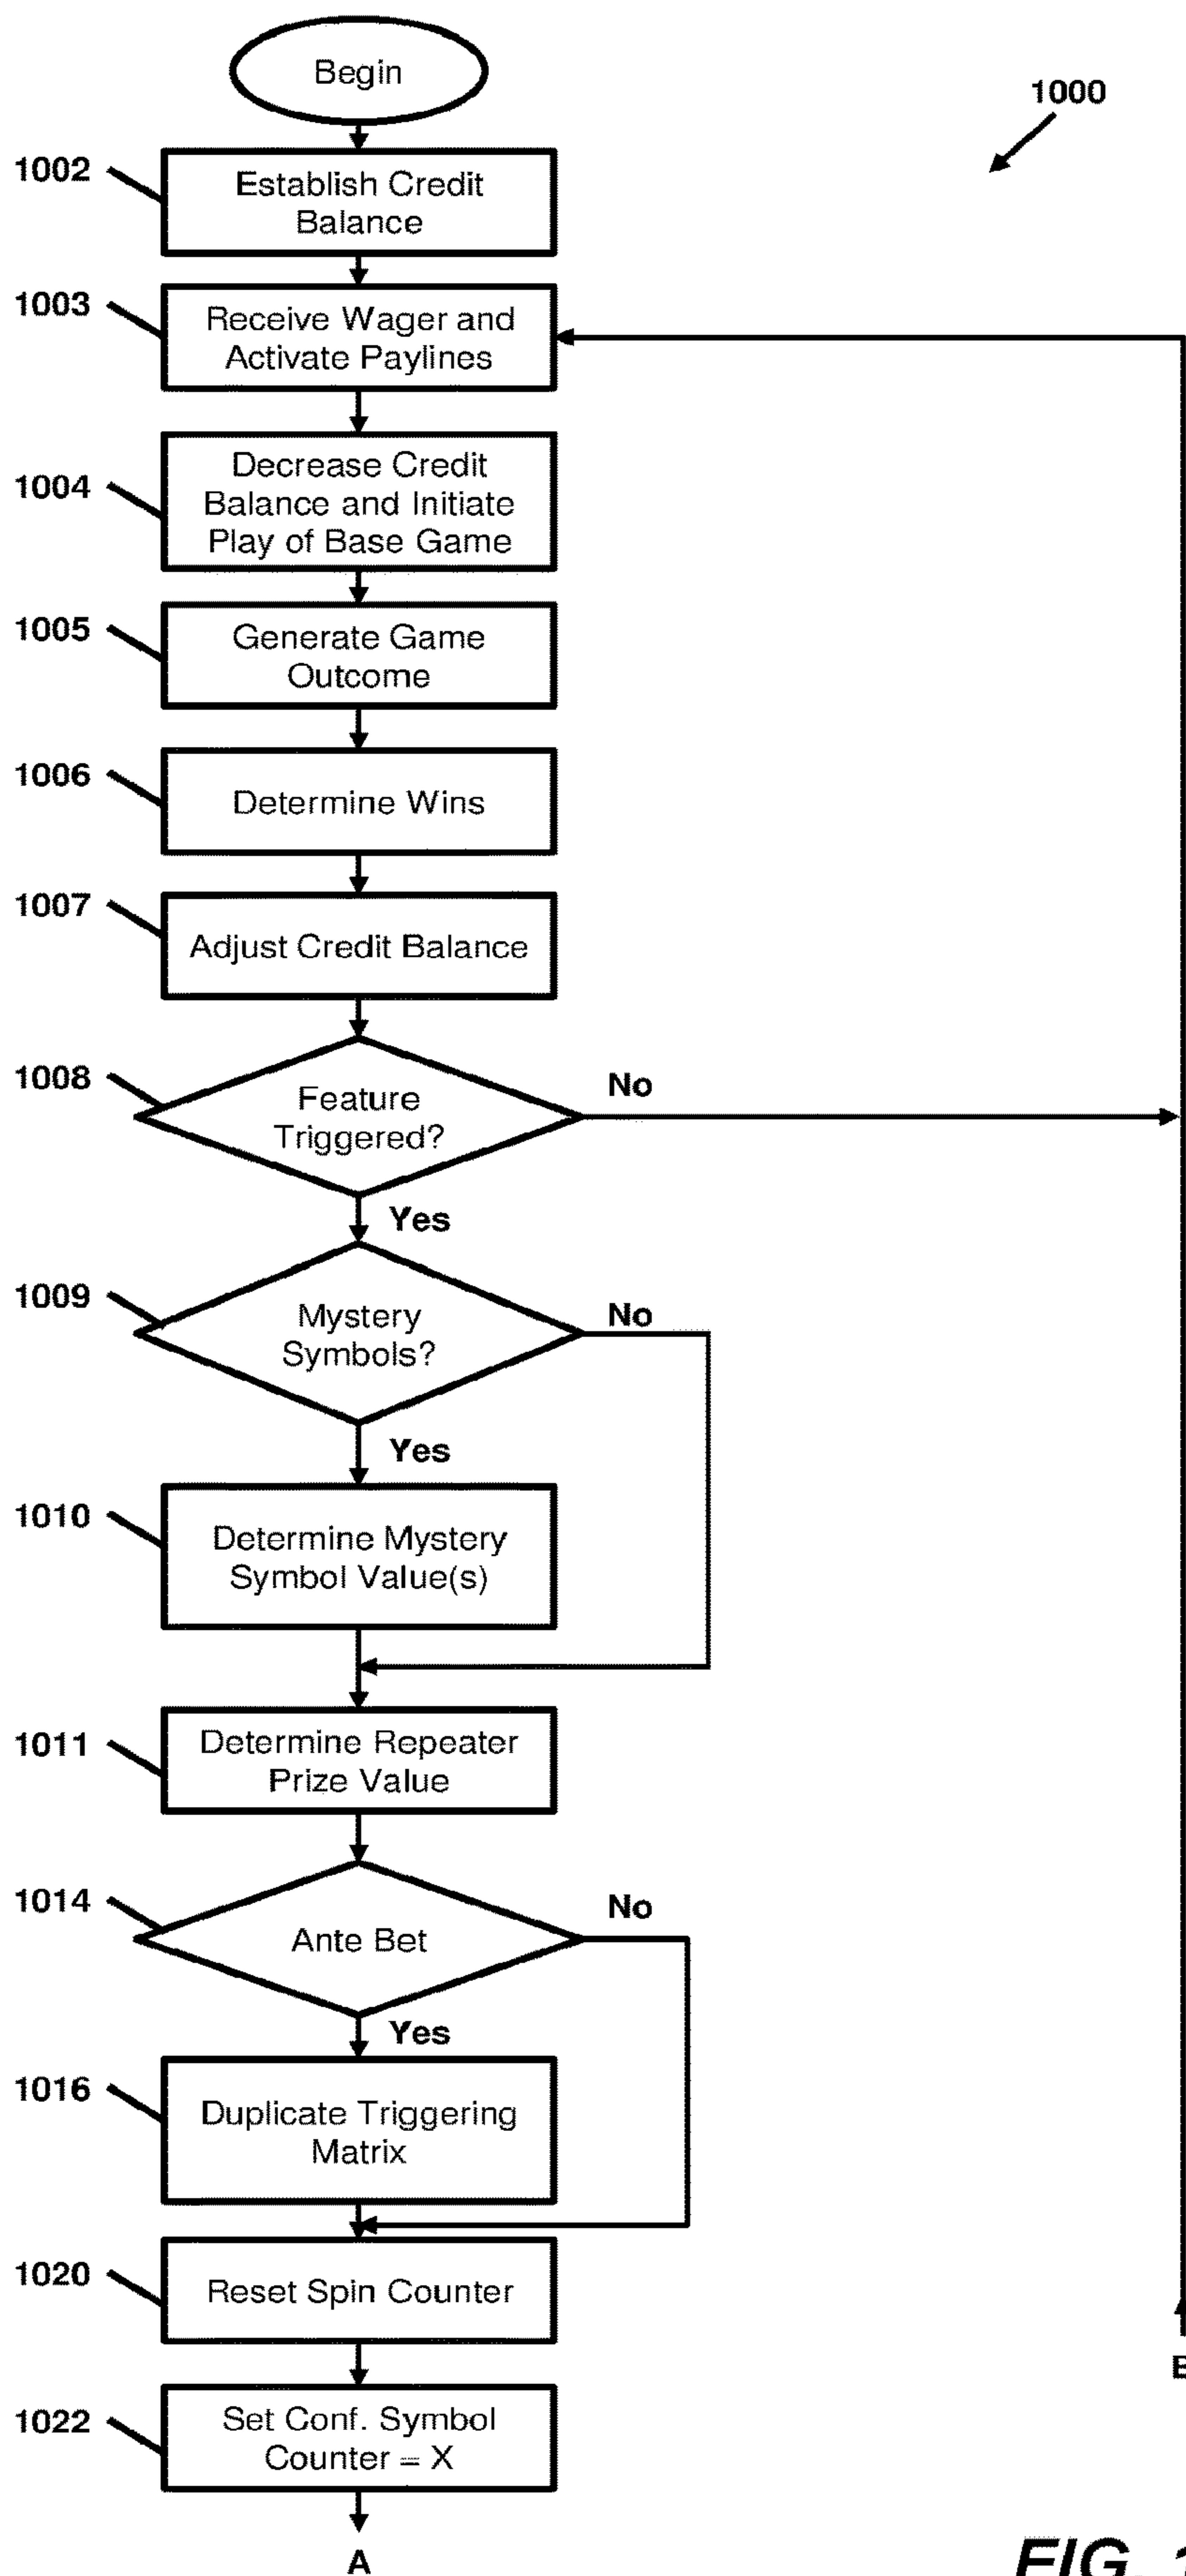 Begin
1000
1002
Establish Credit
Balance
1003
Receive Wager and
Activate Paylines
1004
Decrease Credit
Balance and Initiate
Play of Base Game
1005
Generate Game
Outcome
1006
Determine Wins
1007
Adjust Credit Balance
1008
Feature
Triggered?
No
Yes
1009
Mystery
Symbols?
No
Yes
1010
Determine Mystery
Symbol Value(s)
1011
Determine Repeater
Prize Value
1014
Ante Bet
No
Yes
1016
Duplicate Triggering
Matrix
1020
Reset Spin Counter
B
1022
Set Conf. Symbol
Counter = X
A
FIG.